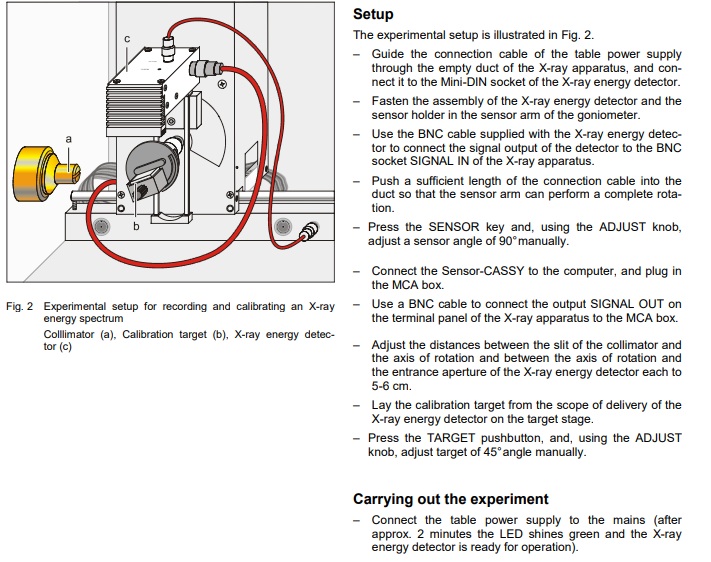 c
a
b
Fig. 2 Experimental setup for recording and calibrating an X-ray
energy spectrum
Colllimator (a), Calibration target (b), X-ray energy detec-
tor (c)
Setup
The experimental setup is illustrated in Fig. 2.
– Guide the connection cable of the table power supply
through the empty duct of the X-ray apparatus, and con-
nect it to the Mini-DIN socket of the X-ray energy detector.
– Fasten the assembly of the X-ray energy detector and the
sensor holder in the sensor arm of the goniometer.
– Use the BNC cable supplied with the X-ray energy detec-
tor to connect the signal output of the detector to the BNC
socket SIGNAL IN of the X-ray apparatus.
– Push a sufficient length of the connection cable into the
duct so that the sensor arm can perform a complete rota-
tion.
– Press the SENSOR key and, using the ADJUST knob,
adjust a sensor angle of 90° manually.
– Connect the Sensor-CASSY to the computer, and plug in
the MCA box.
– Use a BNC cable to connect the output SIGNAL OUT on
the terminal panel of the X-ray apparatus to the MCA box.
– Adjust the distances between the slit of the collimator and
the axis of rotation and between the axis of rotation and
the entrance aperture of the X-ray energy detector each to
5-6 cm.
– Lay the calibration target from the scope of delivery of the
X-ray energy detector on the target stage.
– Press the TARGET pushbutton, and, using the ADJUST
knob, adjust target of 45° angle manually.
Carrying out the experiment
– Connect the table power supply to the mains (after
approx. 2 minutes the LED shines green and the X-ray
energy detector is ready for operation).